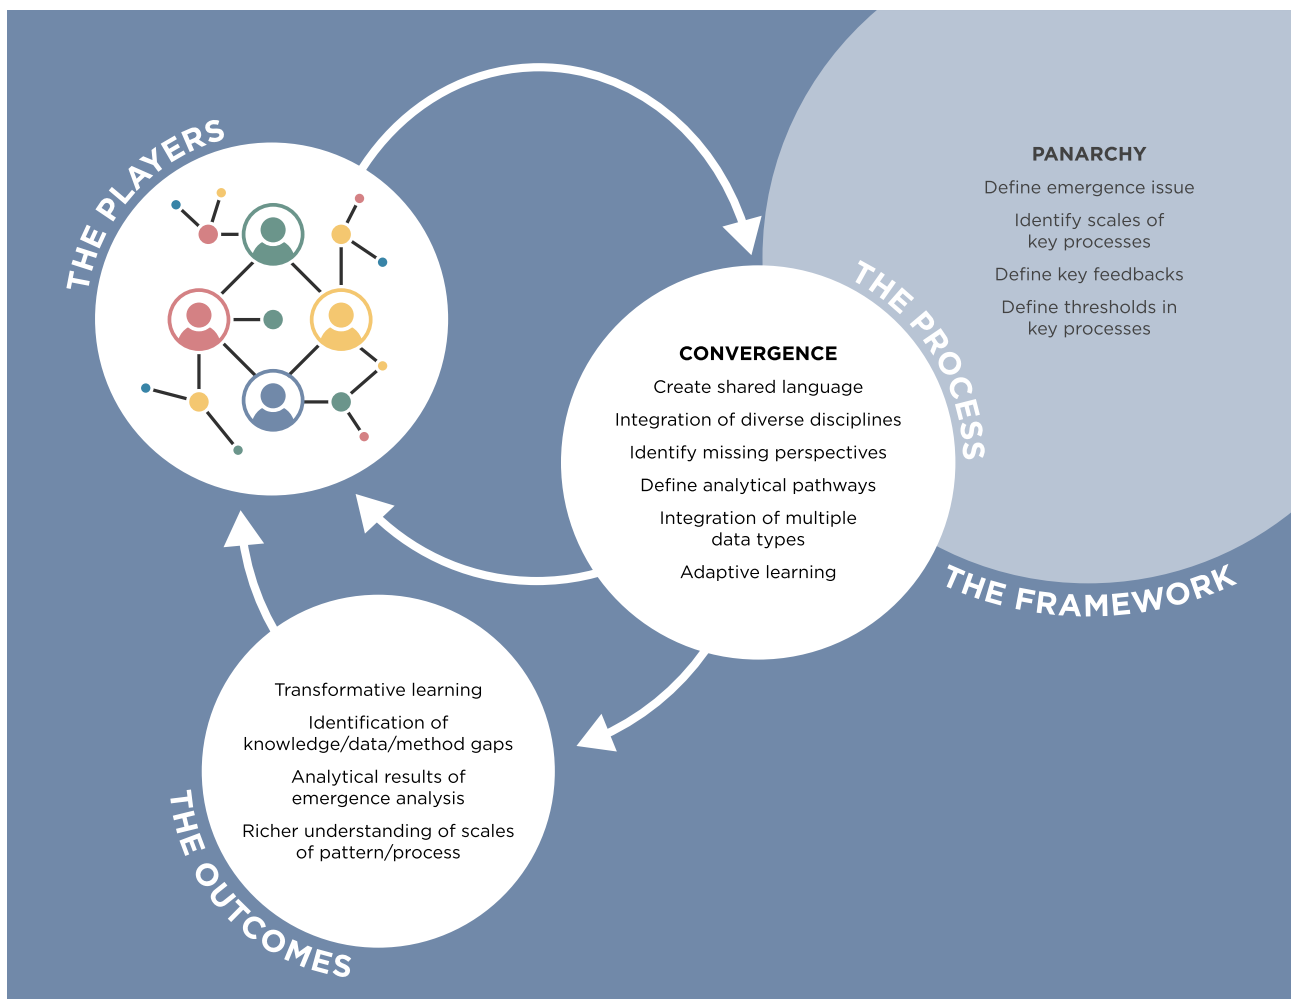 THE PLAYERS
PANARCHY
Define emergence issue
Identify scales of
key processes
Define key feedbacks
Define thresholds in
key processes
THE FRAMEWORK
THE PROCESS
CONVERGENCE
Create shared language
Integration of diverse disciplines
Identify missing perspectives
Define analytical pathways
Integration of multiple
data types
Adaptive learning
Transformative learning
Identification of
knowledge/data/method gaps
Analytical results of
emergence analysis
Richer understanding of scales
of pattern/process
THE OUTCOMES